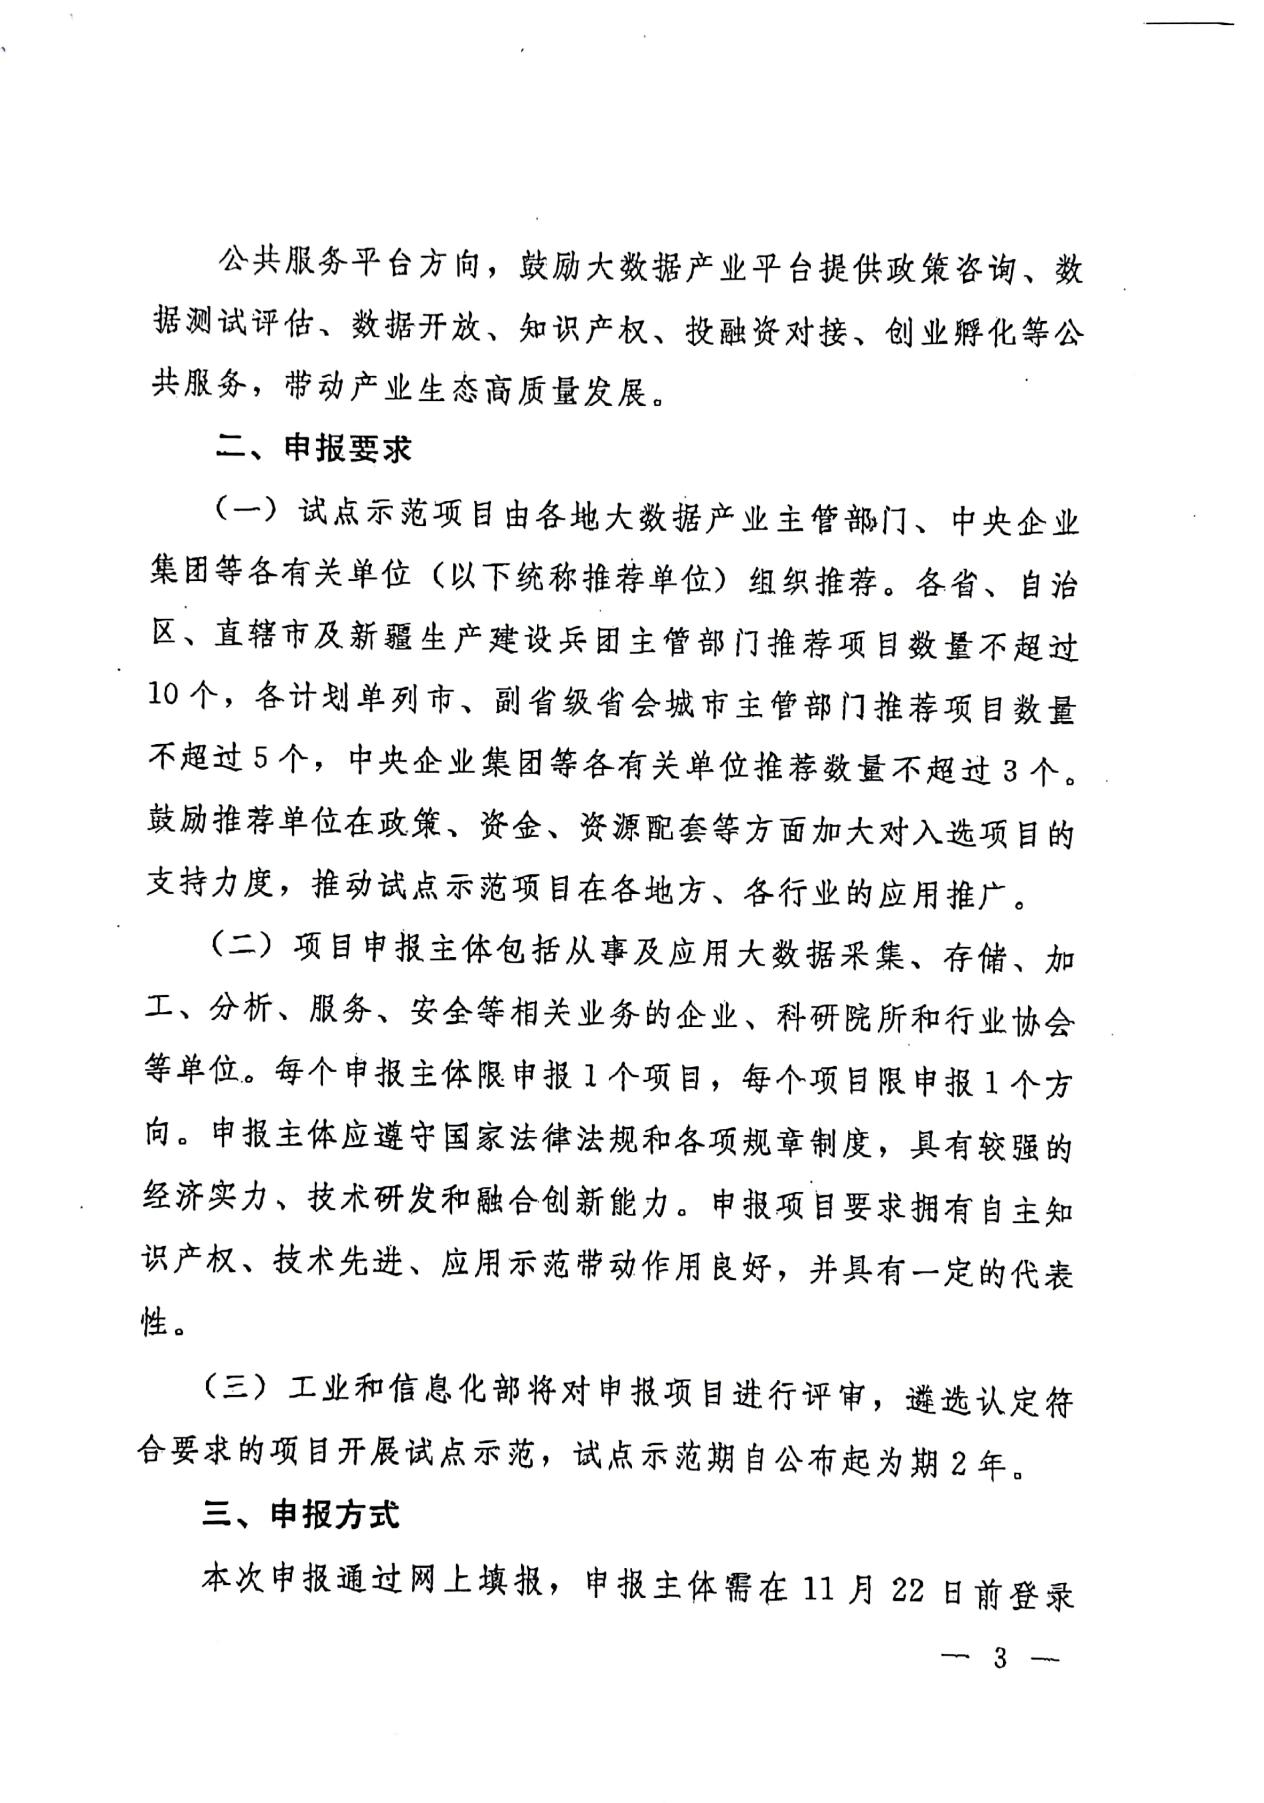 公共服务平台方向，鼓励大数据产业平台提供政策咨询、数
据测试评估、数据开放、知识产权、投融资对接、创业孵化等公
共服务，带动产业生态高质量发展。
二、申报要求
（一）试点示范项目由各地大数据产业主管部门、中央企业
集团等各有关单位（以下统称推荐单位）组织推荐。各省、自治
区、直辖市及新疆生产建设兵团主管部门推荐项目数量不超过
10个，各计划单列市、副省级省会城市主管部门推荐项目数量
不超过5个，中央企业集团等各有关单位推荐数量不超过3个。
鼓励推荐单位在政策、资金、资源配套等方面加大对入选项目的
支持力度，推动试点示范项目在各地方、各行业的应用推广。
（二）项目申报主体包括从事及应用大数据采集、存储、加
工、分析、服务、安全等相关业务的企业、科研院所和行业协会
等单位。每个申报主体限申报1个项目，每个项目限申报1个方
向。申报主体应遵守国家法律法规和各项规章制度，具有较强的
经济实力、技术研发和融合创新能力。申报项目要求拥有自主知
识产权、技术先进、应用示范带动作用良好，并具有一定的代表
性。
（三）工业和信息化部将对申报项目进行评审，遴选认定符
合要求的项目开展试点示范，试点示范期自公布起为期2年。
三、申报方式
本次申报通过网上填报，申报主体需在11月22日前登录
— 3 —